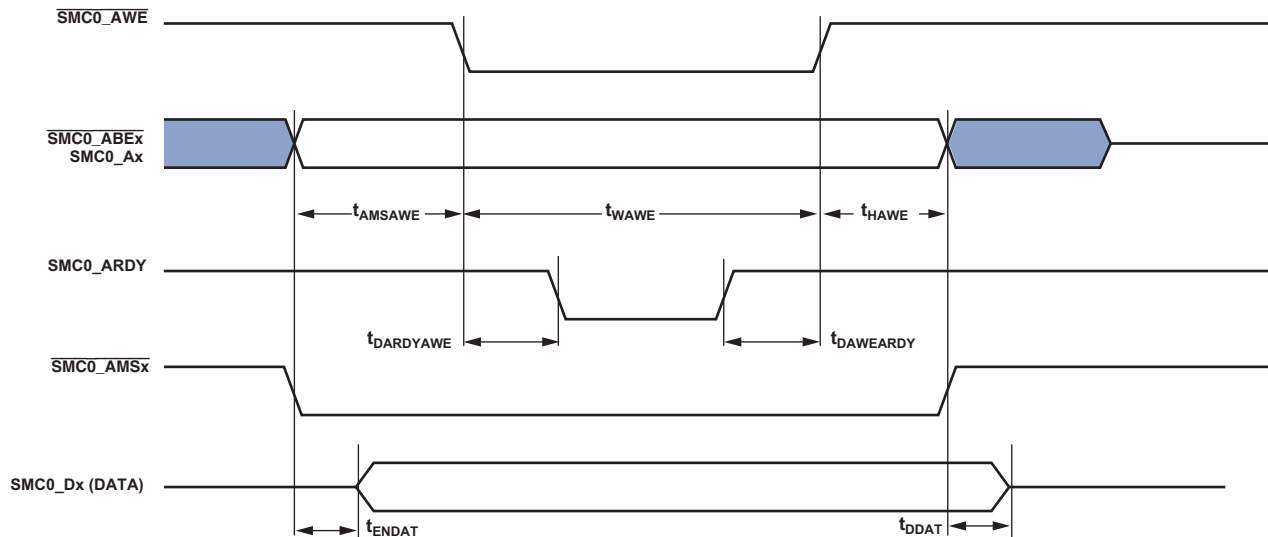 SMC0_AWE
SMC0_ABEx
SMC0_Ax
tAMSAWE
tWAWE
tHAWE
SMC0_ARDY
tDARDYAWE
tDAWEARDY
SMC0_AMSx
SMC0_Dx (DATA)
tENDAT
tDDAT